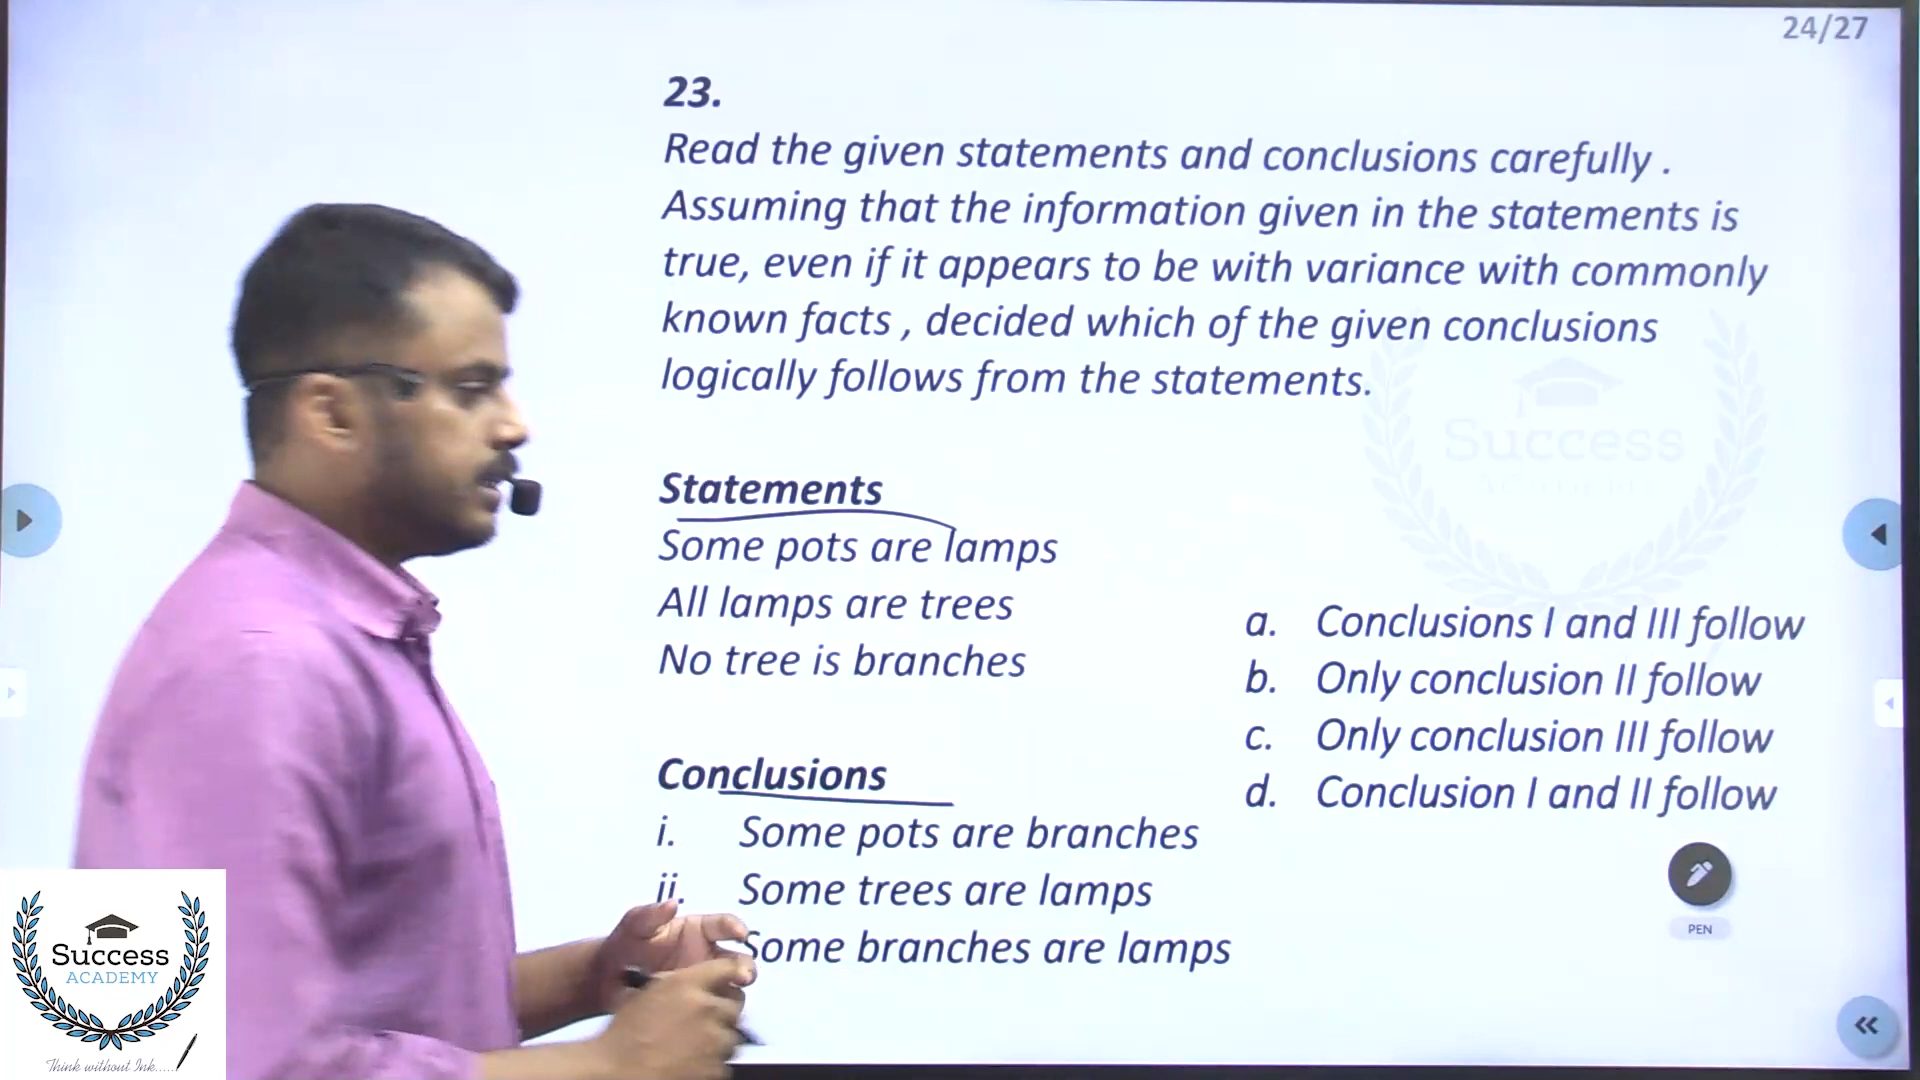 24/27
23.
Read the given statements and conclusions carefully .
Assuming that the information given in the statements is
true, even if it appears to be with variance with commonly
known facts , decided which of the given conclusions
logically follows from the statements.
Statements
Some pots are lamps
All lamps are trees
No tree is branches
Conclusions
i. Some pots are branches
ii. Some trees are lamps
Some branches are lamps
a. Conclusions I and III follow
b. Only conclusion II follow
c. Only conclusion III follow
d. Conclusion I and II follow
PEN
Success
ACADEMY
Success
ACADEMY
Think without Ink.....